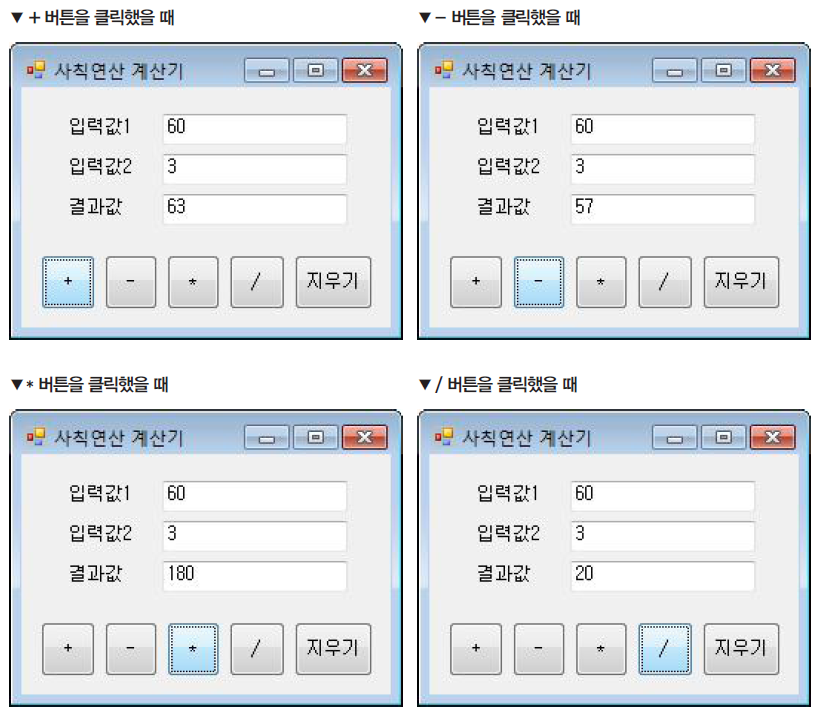 ▼ + 버튼을 클릭했을 때
사칙연산 계산기
입력값1 60
입력값2 3
결과값 63
+ - * / 지우기
▼ – 버튼을 클릭했을 때
사칙연산 계산기
입력값1 60
입력값2 3
결과값 57
+ - * / 지우기
▼ * 버튼을 클릭했을 때
사칙연산 계산기
입력값1 60
입력값2 3
결과값 180
+ - * / 지우기
▼ / 버튼을 클릭했을 때
사칙연산 계산기
입력값1 60
입력값2 3
결과값 20
+ - * / 지우기